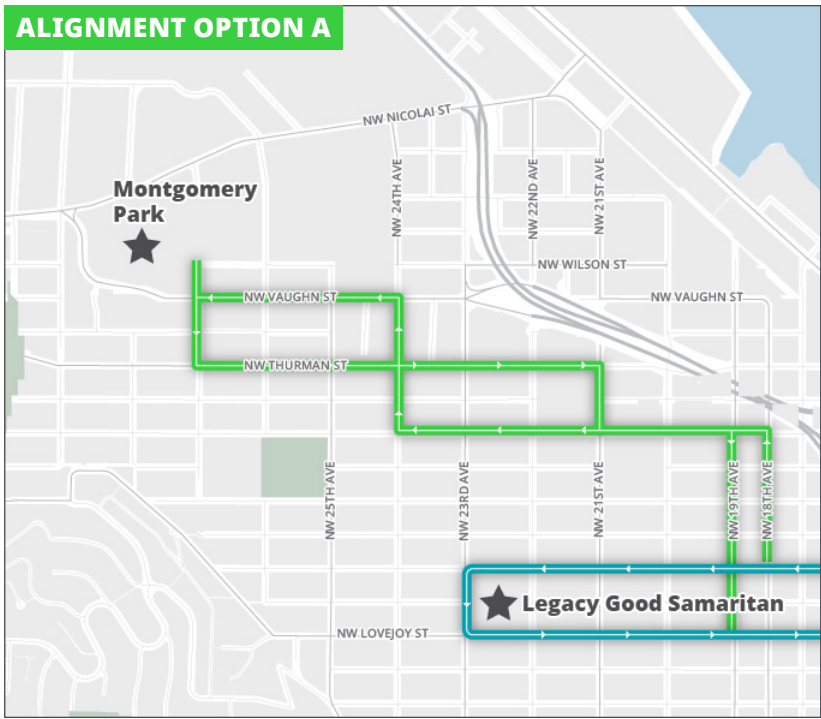 ALIGNMENT OPTION A
NW NICOLAI ST
NW 24TH AVE
NW 22ND AVE
NW 21ST AVE
Montgomery
Park
NW WILSON ST
NW VAUGHN ST
NW VAUGHN ST
NW THURMAN ST
NW 25TH AVE
NW 23RD AVE
NW 21ST AVE
NW 19TH AVE
NW 18TH AVE
Legacy Good Samaritan
NW LOVEJOY ST